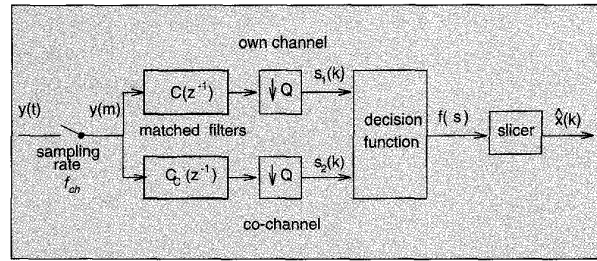 own channel
y(t)
y(m)
C(z⁻¹)
↓ Q
s₁(k)
matched filters
sampling
rate
f_ch
decision
function
f( s )
slicer
x̂(k)
C_C(z⁻¹)
↓ Q
s₂(k)
co-channel